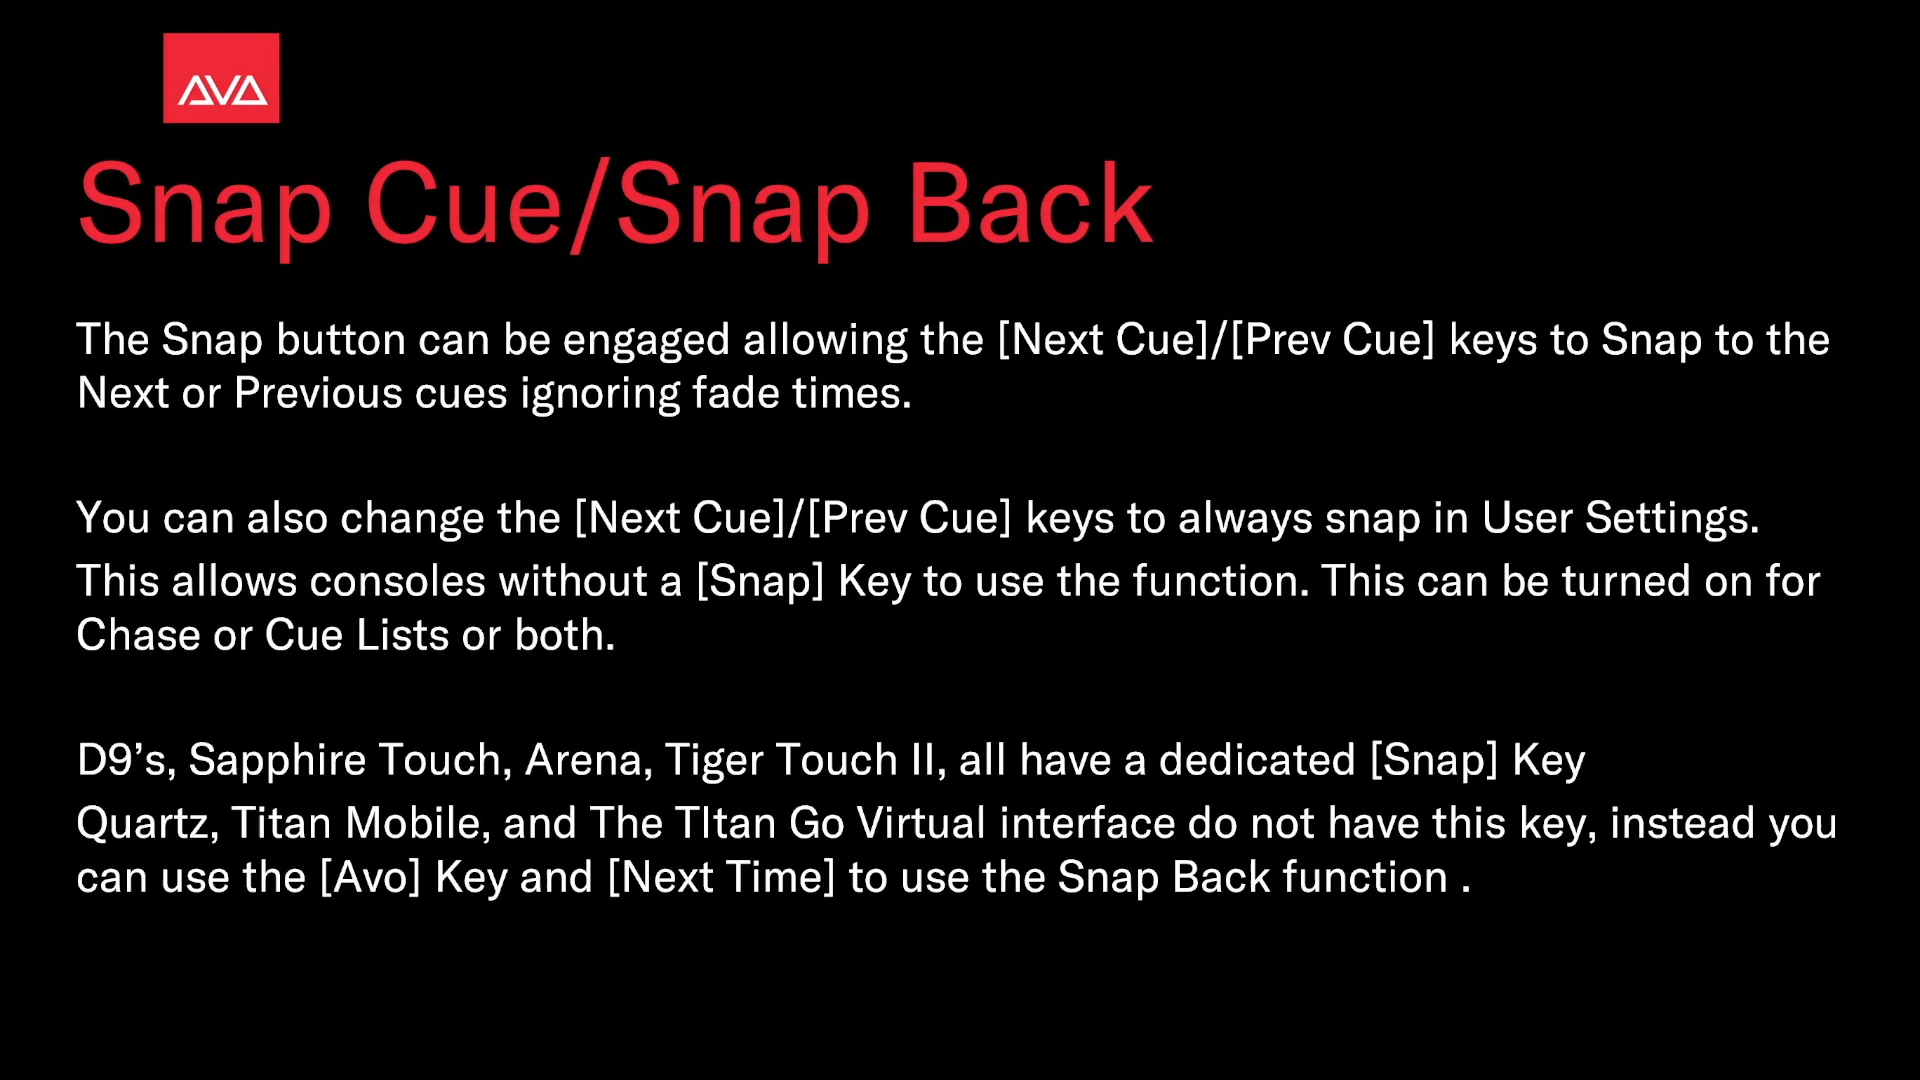 AVA
Snap Cue/Snap Back
The Snap button can be engaged allowing the [Next Cue]/[Prev Cue] keys to Snap to the
Next or Previous cues ignoring fade times.
You can also change the [Next Cue]/[Prev Cue] keys to always snap in User Settings.
This allows consoles without a [Snap] Key to use the function. This can be turned on for
Chase or Cue Lists or both.
D9’s, Sapphire Touch, Arena, Tiger Touch II, all have a dedicated [Snap] Key
Quartz, Titan Mobile, and The TItan Go Virtual interface do not have this key, instead you
can use the [Avo] Key and [Next Time] to use the Snap Back function .